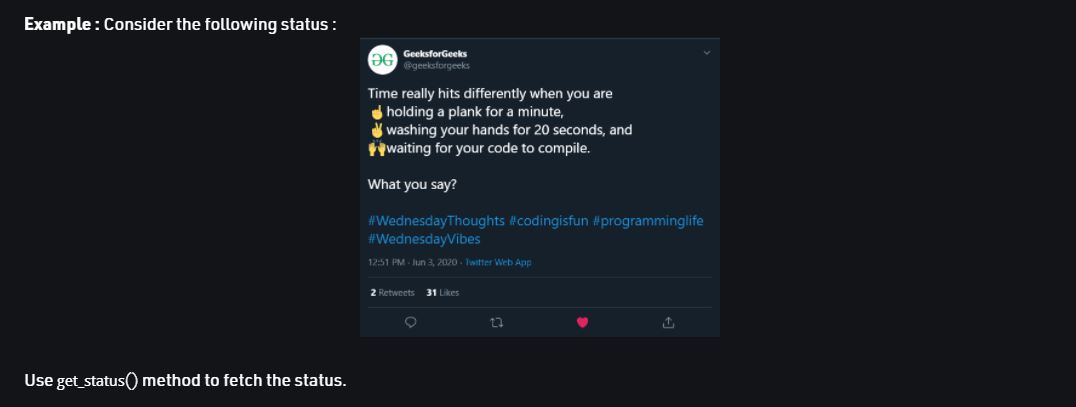 Example : Consider the following status :
GeeksforGeeks
@geeksforgeeks
Time really hits differently when you are
☝holding a plank for a minute,
✌washing your hands for 20 seconds, and
🙌waiting for your code to compile.
What you say?
#WednesdayThoughts #codingisfun #programminglife
#WednesdayVibes
12:51 PM · Jun 3, 2020 · Twitter Web App
2 Retweets 31 Likes
Use get_status() method to fetch the status.